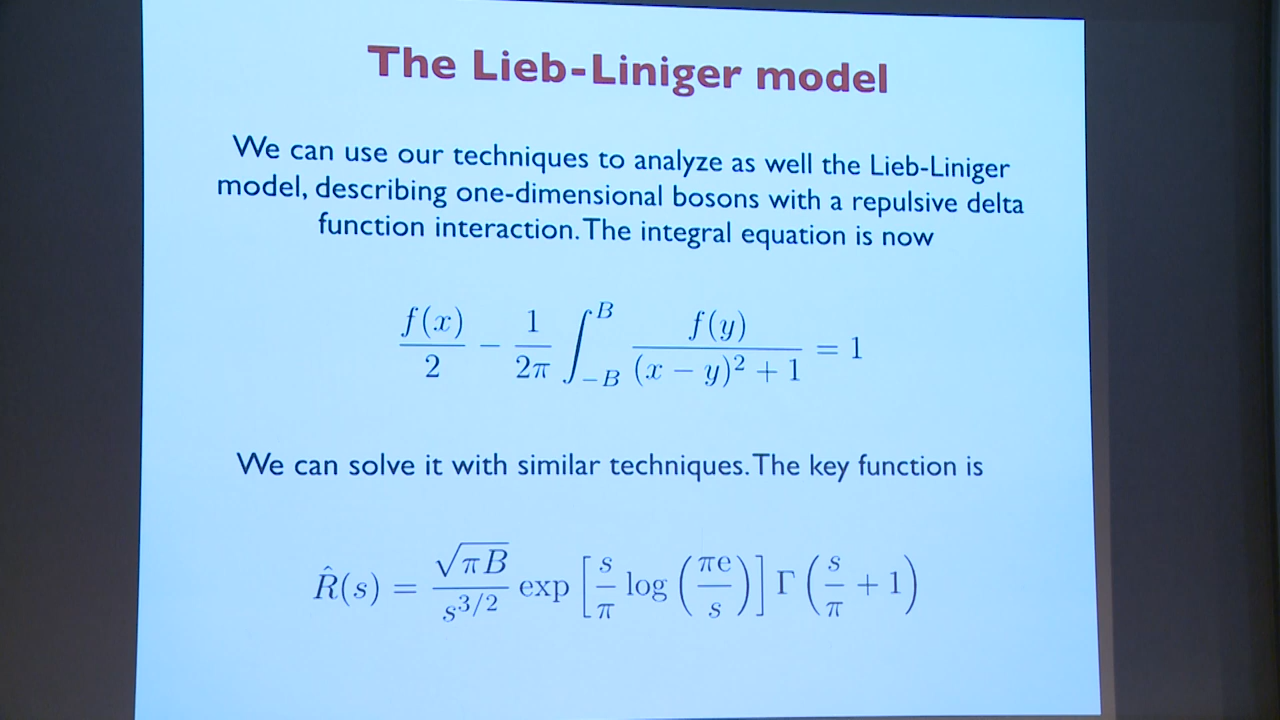 The Lieb-Liniger model
We can use our techniques to analyze as well the Lieb-Liniger
model, describing one-dimensional bosons with a repulsive delta
function interaction. The integral equation is now
f(x)/2 − 1/2π ∫_{−B}^{B} f(y)/((x − y)² + 1) = 1
We can solve it with similar techniques. The key function is
R̂(s) = √(πB)/s^{3/2} exp [s/π log (πe/s)] Γ (s/π + 1)